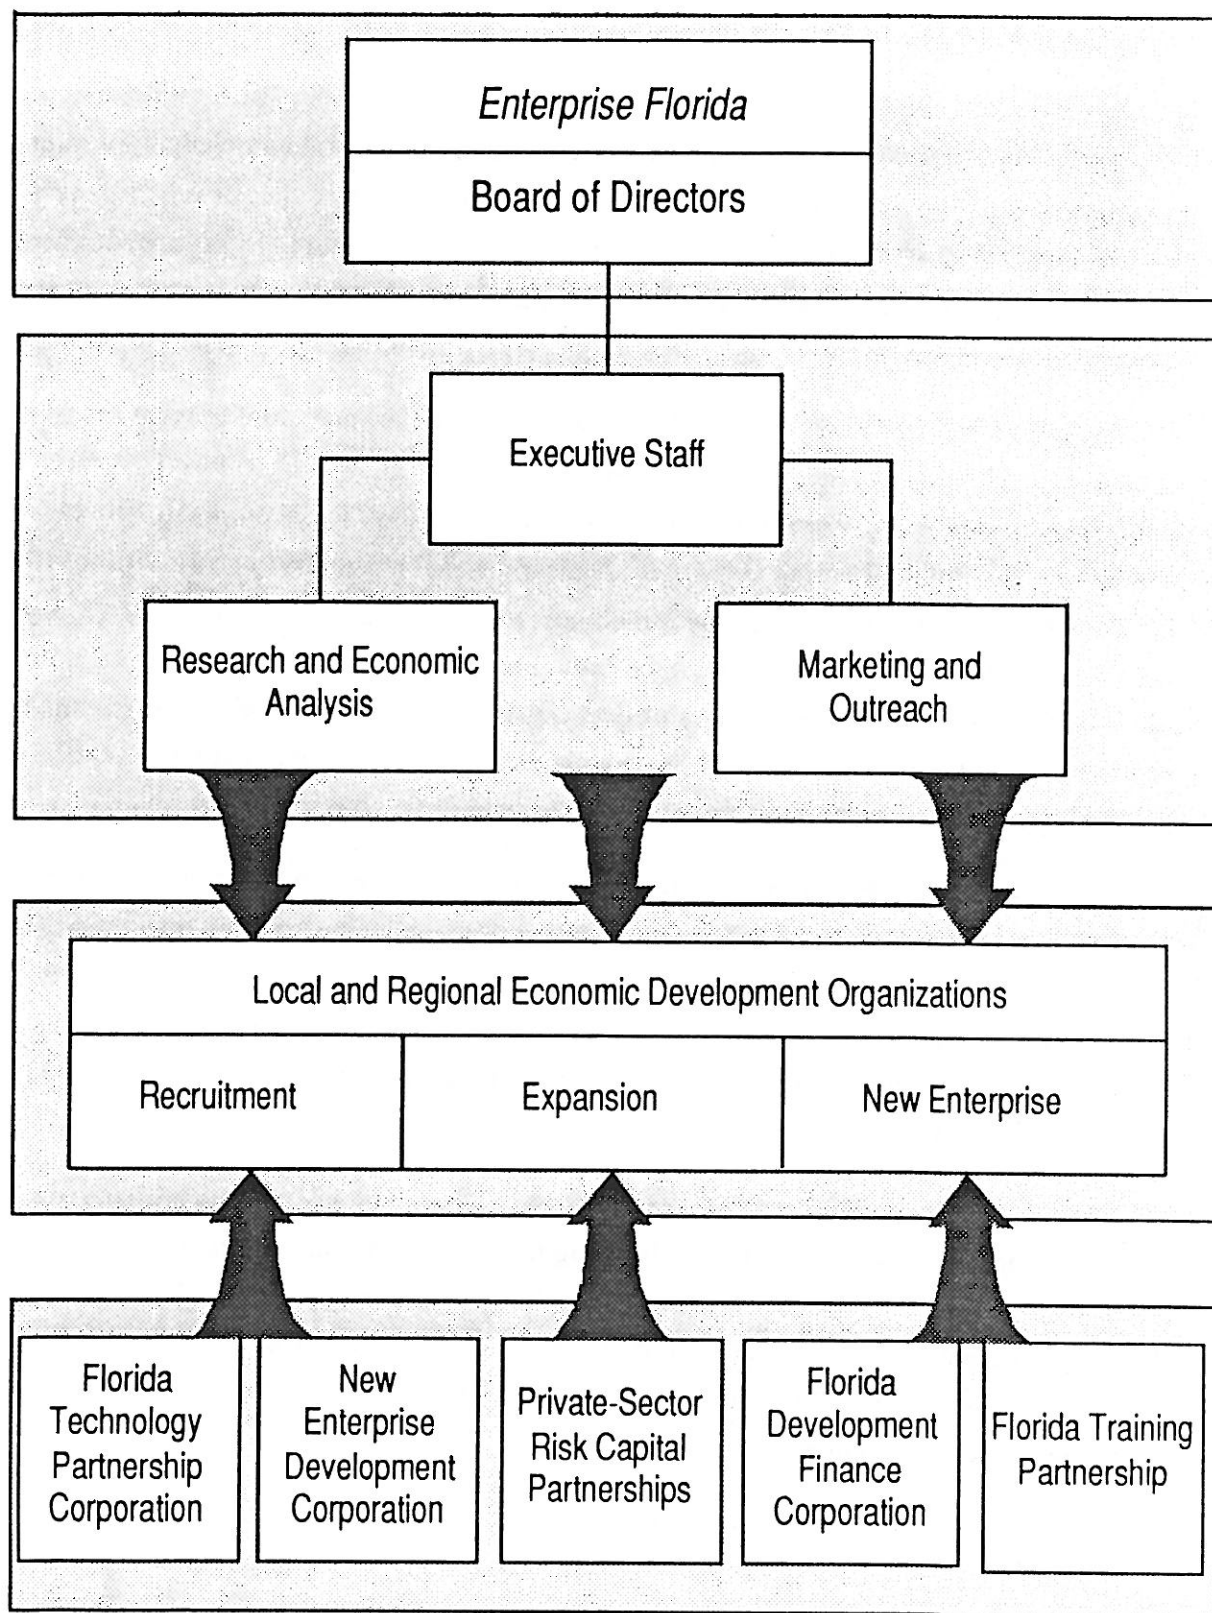 Enterprise Florida
Board of Directors
Executive Staff
Research and Economic
Analysis
Marketing and
Outreach
Local and Regional Economic Development Organizations
Recruitment
Expansion
New Enterprise
Florida
Technology
Partnership
Corporation
New
Enterprise
Development
Corporation
Private-Sector
Risk Capital
Partnerships
Florida
Development
Finance
Corporation
Florida Training
Partnership